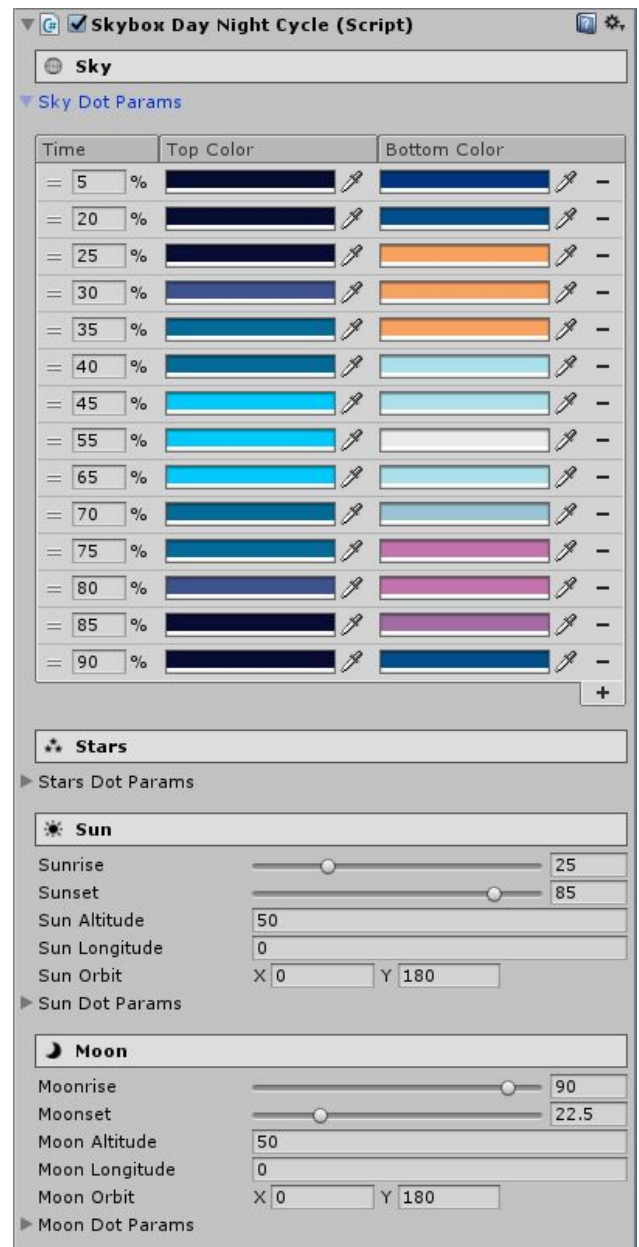 Skybox Day Night Cycle (Script)
Sky
Sky Dot Params
Time Top Color Bottom Color
= 5 % −
= 20 % −
= 25 % −
= 30 % −
= 35 % −
= 40 % −
= 45 % −
= 55 % −
= 65 % −
= 70 % −
= 75 % −
= 80 % −
= 85 % −
= 90 % −
+
Stars
Stars Dot Params
Sun
Sunrise 25
Sunset 85
Sun Altitude 50
Sun Longitude 0
Sun Orbit X 0 Y 180
Sun Dot Params
Moon
Moonrise 90
Moonset 22.5
Moon Altitude 50
Moon Longitude 0
Moon Orbit X 0 Y 180
Moon Dot Params